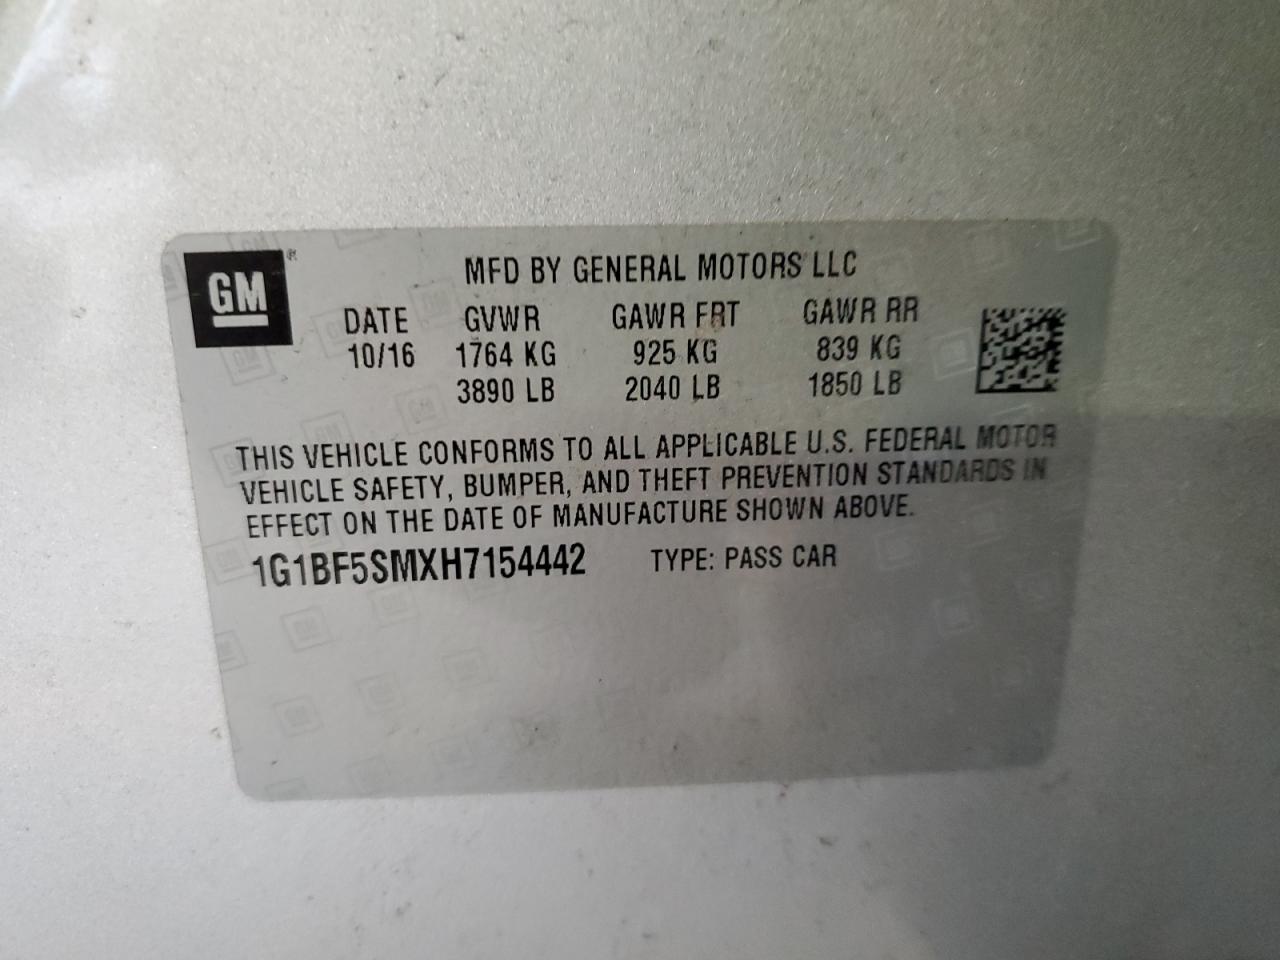 GM®
MFD BY GENERAL MOTORS LLC
DATE GVWR GAWR FRT GAWR RR
10/16 1764 KG 925 KG 839 KG
3890 LB 2040 LB 1850 LB
THIS VEHICLE CONFORMS TO ALL APPLICABLE U.S. FEDERAL MOTOR
VEHICLE SAFETY, BUMPER, AND THEFT PREVENTION STANDARDS IN
EFFECT ON THE DATE OF MANUFACTURE SHOWN ABOVE.
1G1BF5SMXH7154442 TYPE: PASS CAR